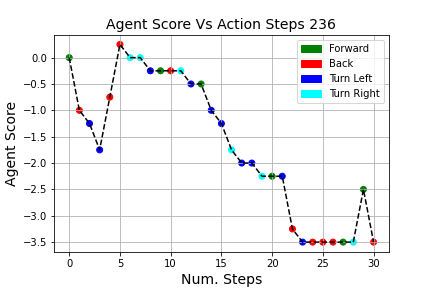 Agent Score Vs Action Steps 236
Agent Score
0.0
−0.5
−1.0
−1.5
−2.0
−2.5
−3.0
−3.5
Forward
Back
Turn Left
Turn Right
0 5 10 15 20 25 30
Num. Steps